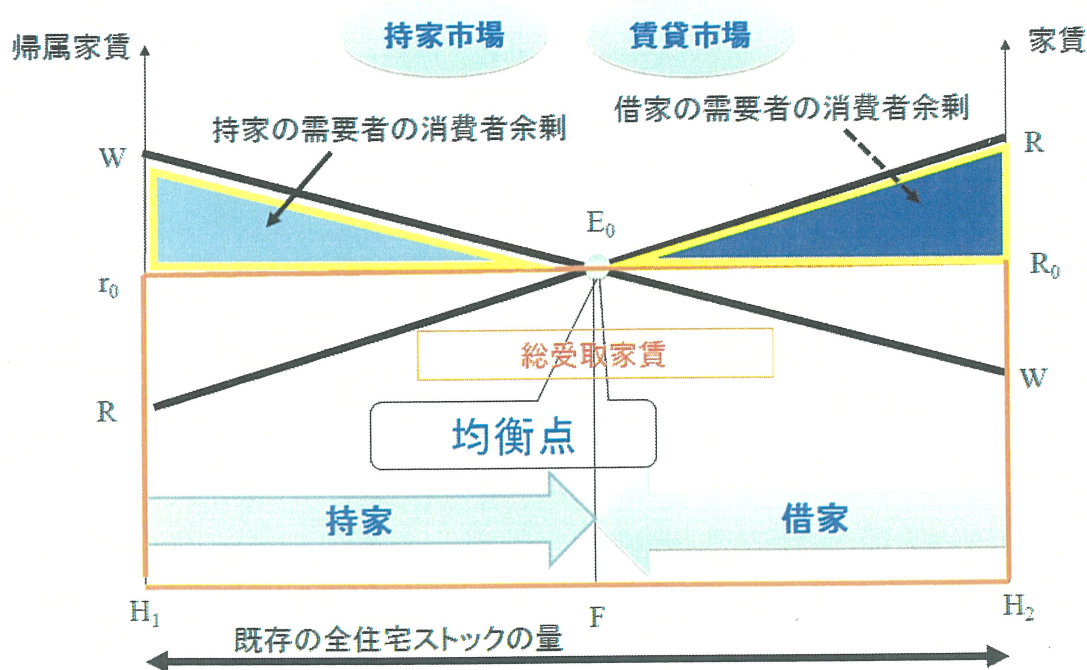 持家市場
賃貸市場
帰属家賃
家賃
持家の需要者の消費者余剰
借家の需要者の消費者余剰
W
R
E₀
r₀
R₀
総受取家賃
W
R
均衡点
持家
借家
H₁
F
H₂
既存の全住宅ストックの量